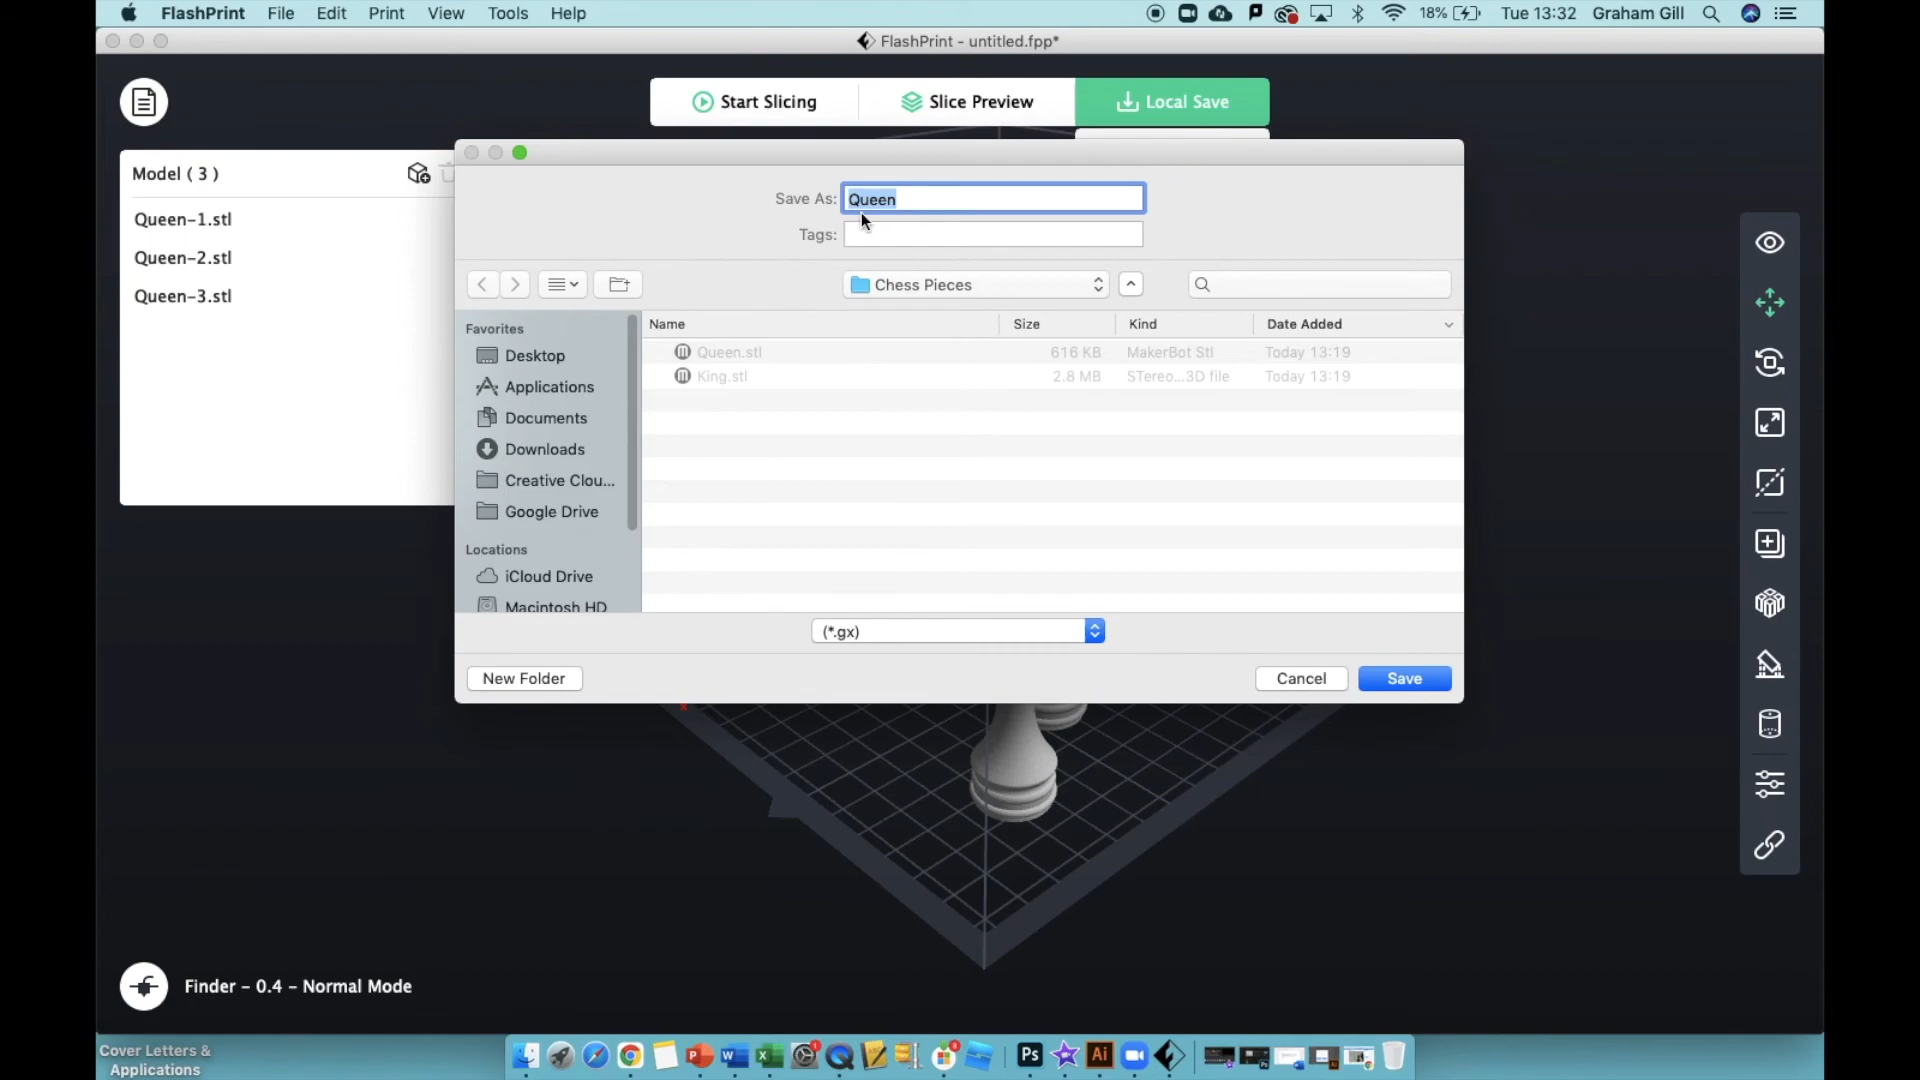 FlashPrint File Edit Print View Tools Help
18% Tue 13:32 Graham Gill
FlashPrint - untitled.fpp*
Start Slicing
Slice Preview
Local Save
Model ( 3 )
Queen-1.stl
Queen-2.stl
Queen-3.stl
Save As: Queen
Tags:
Chess Pieces
Favorites
Desktop
Applications
Documents
Downloads
Creative Clou...
Google Drive
Locations
iCloud Drive
Macintosh HD
Name Size Kind Date Added
Queen.stl 616 KB MakerBot Stl Today 13:19
King.stl 2.8 MB STereo...3D file Today 13:19
(*.gx)
New Folder
Cancel
Save
x
Finder - 0.4 - Normal Mode
Cover Letters &
Applications
P W X 1 8 Ps Ai